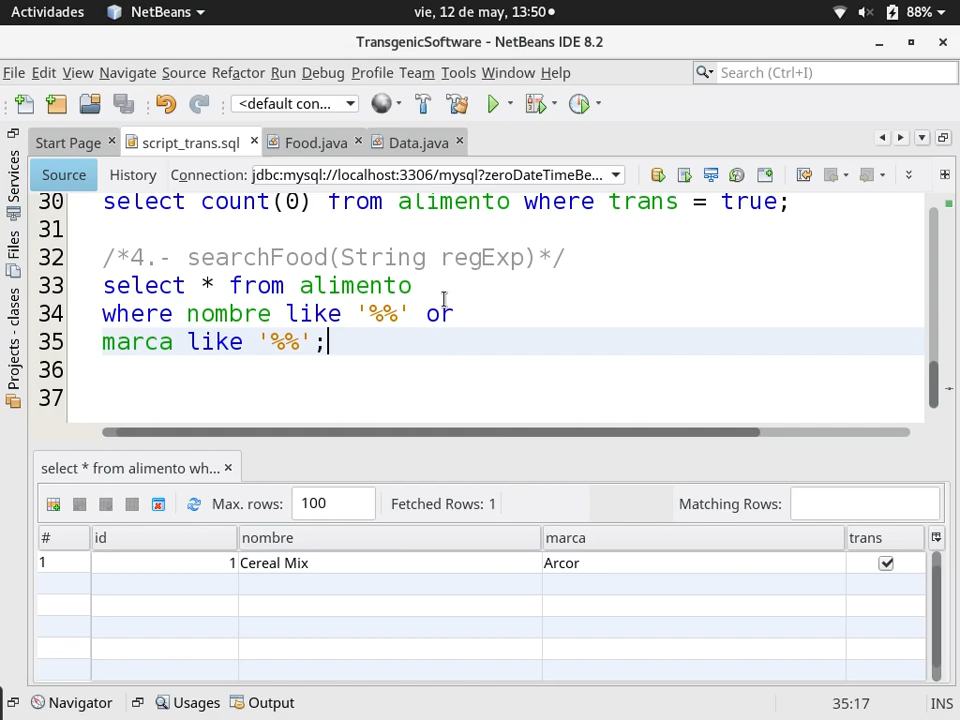 Actividades NetBeans vie, 12 de may, 13:50 88%
TransgenicSoftware - NetBeans IDE 8.2
File Edit View Navigate Source Refactor Run Debug Profile Team Tools Window Help Search (Ctrl+I)
<default con...
Start Page script_trans.sql Food.java Data.java
Source History Connection: jdbc:mysql://localhost:3306/mysql?zeroDateTimeBe...
Services
Files
Projects - clases
30 select count(0) from alimento where trans = true;
31
32 /*4.- searchFood(String regExp)*/
33 select * from alimento
34 where nombre like '%%' or
35 marca like '%%';
36
37
select * from alimento wh...
Max. rows: 100 Fetched Rows: 1 Matching Rows:
# id nombre marca trans
1 1 Cereal Mix Arcor
Navigator Usages Output 35:17 INS